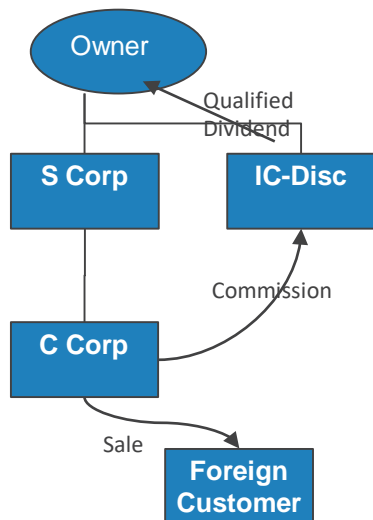 Owner
Qualified
Dividend
S Corp
IC-Disc
Commission
C Corp
Sale
Foreign
Customer